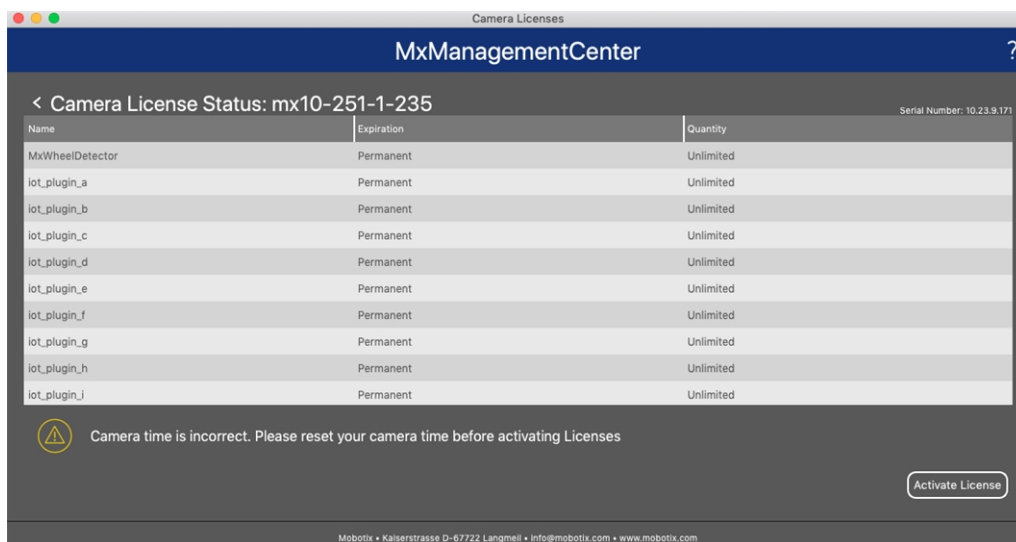 Camera Licenses
MxManagementCenter
?
< Camera License Status: mx10-251-1-235
Serial Number: 10.23.9.171
Name Expiration Quantity
MxWheelDetector Permanent Unlimited
iot_plugin_a Permanent Unlimited
iot_plugin_b Permanent Unlimited
iot_plugin_c Permanent Unlimited
iot_plugin_d Permanent Unlimited
iot_plugin_e Permanent Unlimited
iot_plugin_f Permanent Unlimited
iot_plugin_g Permanent Unlimited
iot_plugin_h Permanent Unlimited
iot_plugin_i Permanent Unlimited
Camera time is incorrect. Please reset your camera time before activating Licenses
Activate License
Mobotix • Kaiserstrasse D-67722 Langmeil • info@mobotix.com • www.mobotix.com